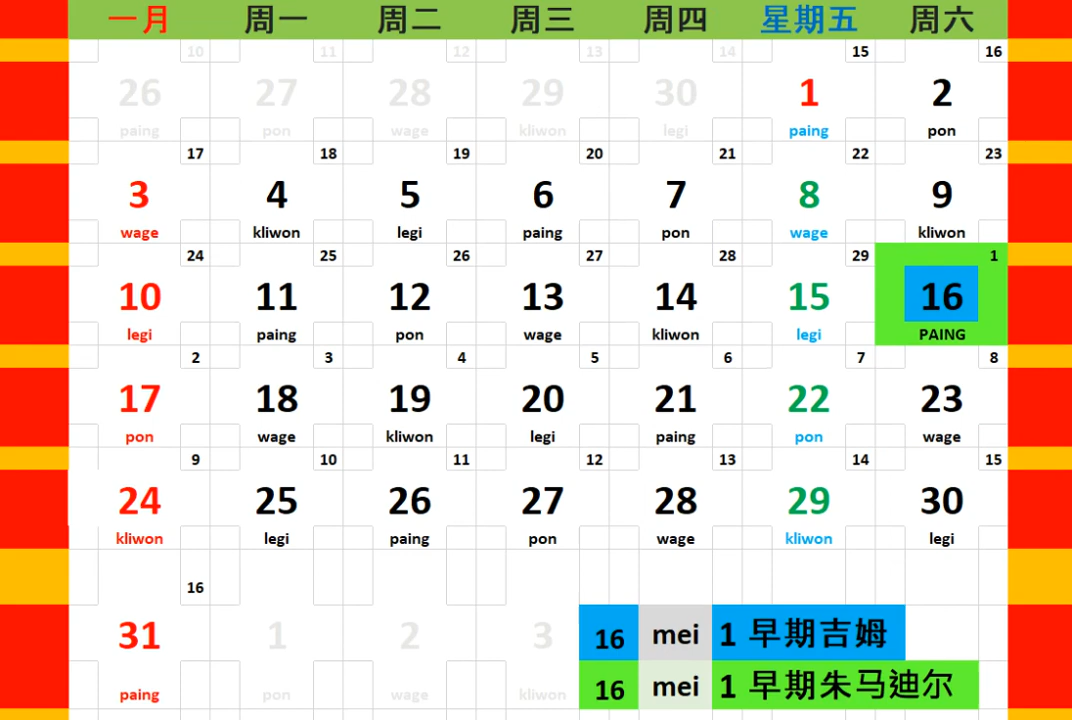 一月 周一 周二 周三 周四 星期五 周六
10 11 12 13 14 15 16
26 27 28 29 30 1 2
paing pon wage kliwon legi paing pon
17 18 19 20 21 22 23
3 4 5 6 7 8 9
wage kliwon legi paing pon wage kliwon
24 25 26 27 28 29 1
10 11 12 13 14 15 16
legi paing pon wage kliwon legi PAING
2 3 4 5 6 7 8
17 18 19 20 21 22 23
pon wage kliwon legi paing pon wage
9 10 11 12 13 14 15
24 25 26 27 28 29 30
kliwon legi paing pon wage kliwon legi
16
31 1 2 3 16 mei 1 早期吉姆
paing pon wage kliwon 16 mei 1 早期朱马迪尔